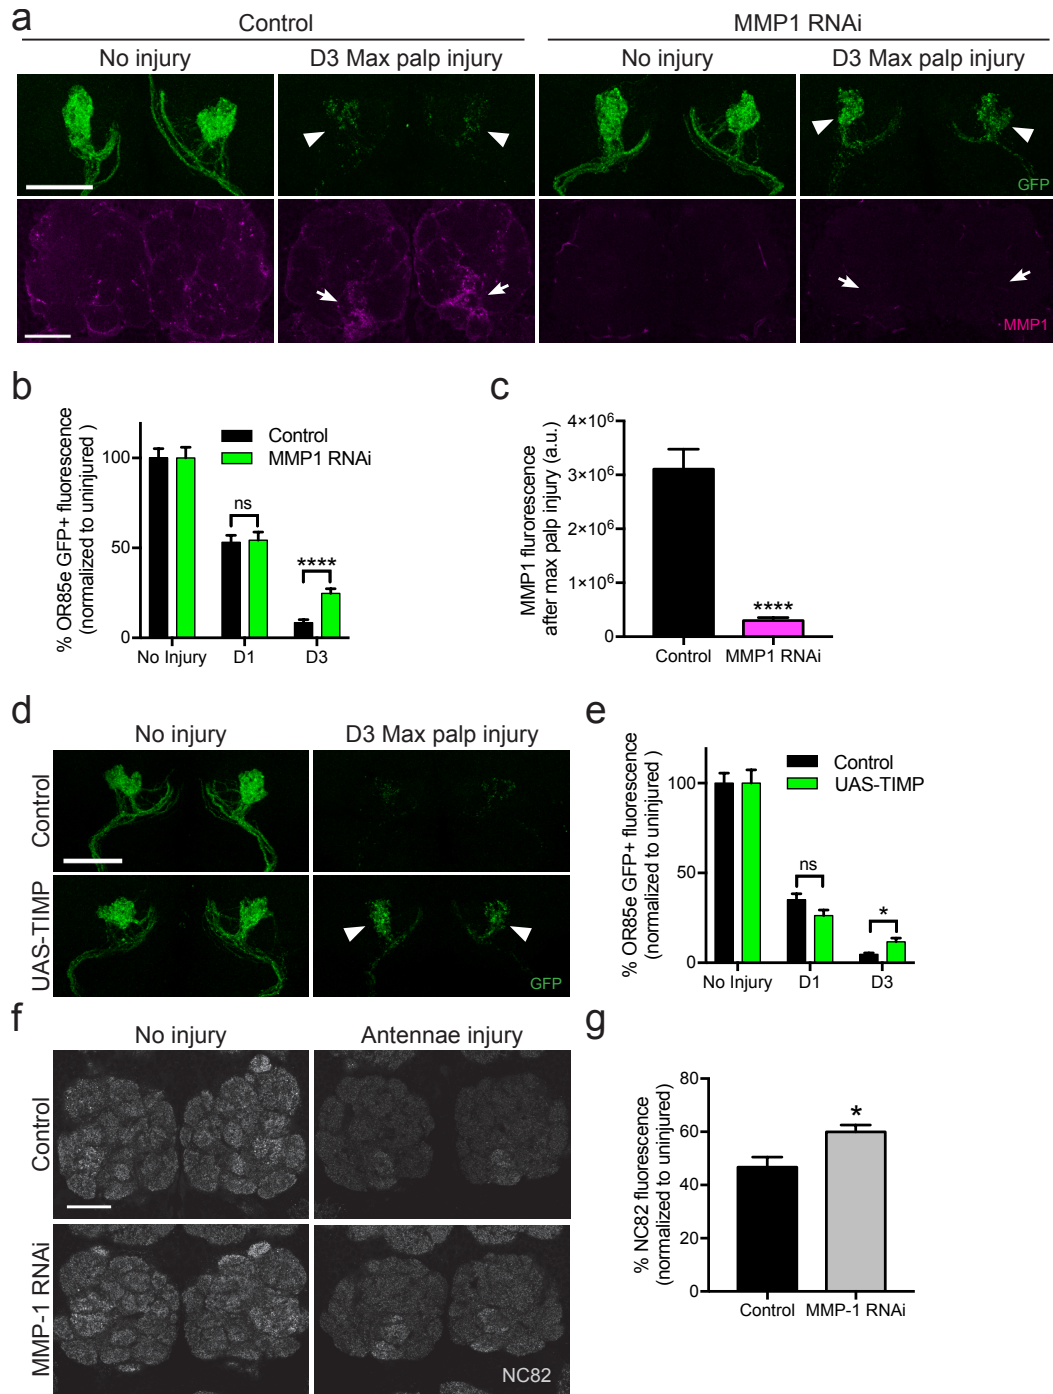 a
Control
MMP1 RNAi
No injury
D3 Max palp injury
No injury
D3 Max palp injury
GFP
MMP1
b
% OR85e GFP+ fluorescence
(normalized to uninjured )
100
50
0
Control
MMP1 RNAi
ns
****
No Injury
D1
D3
c
MMP1 fluorescence
after max palp injury (a.u.)
4×10⁶
3×10⁶
2×10⁶
1×10⁶
0
****
Control
MMP1 RNAi
d
No injury
D3 Max palp injury
Control
UAS-TIMP
GFP
e
% OR85e GFP+ fluorescence
(normalized to uninjured )
100
50
0
Control
UAS-TIMP
ns
*
No Injury
D1
D3
f
No injury
Antennae injury
Control
MMP-1 RNAi
NC82
g
% NC82 fluorescence
(normalized to uninjured)
80
60
40
20
0
*
Control
MMP-1 RNAi